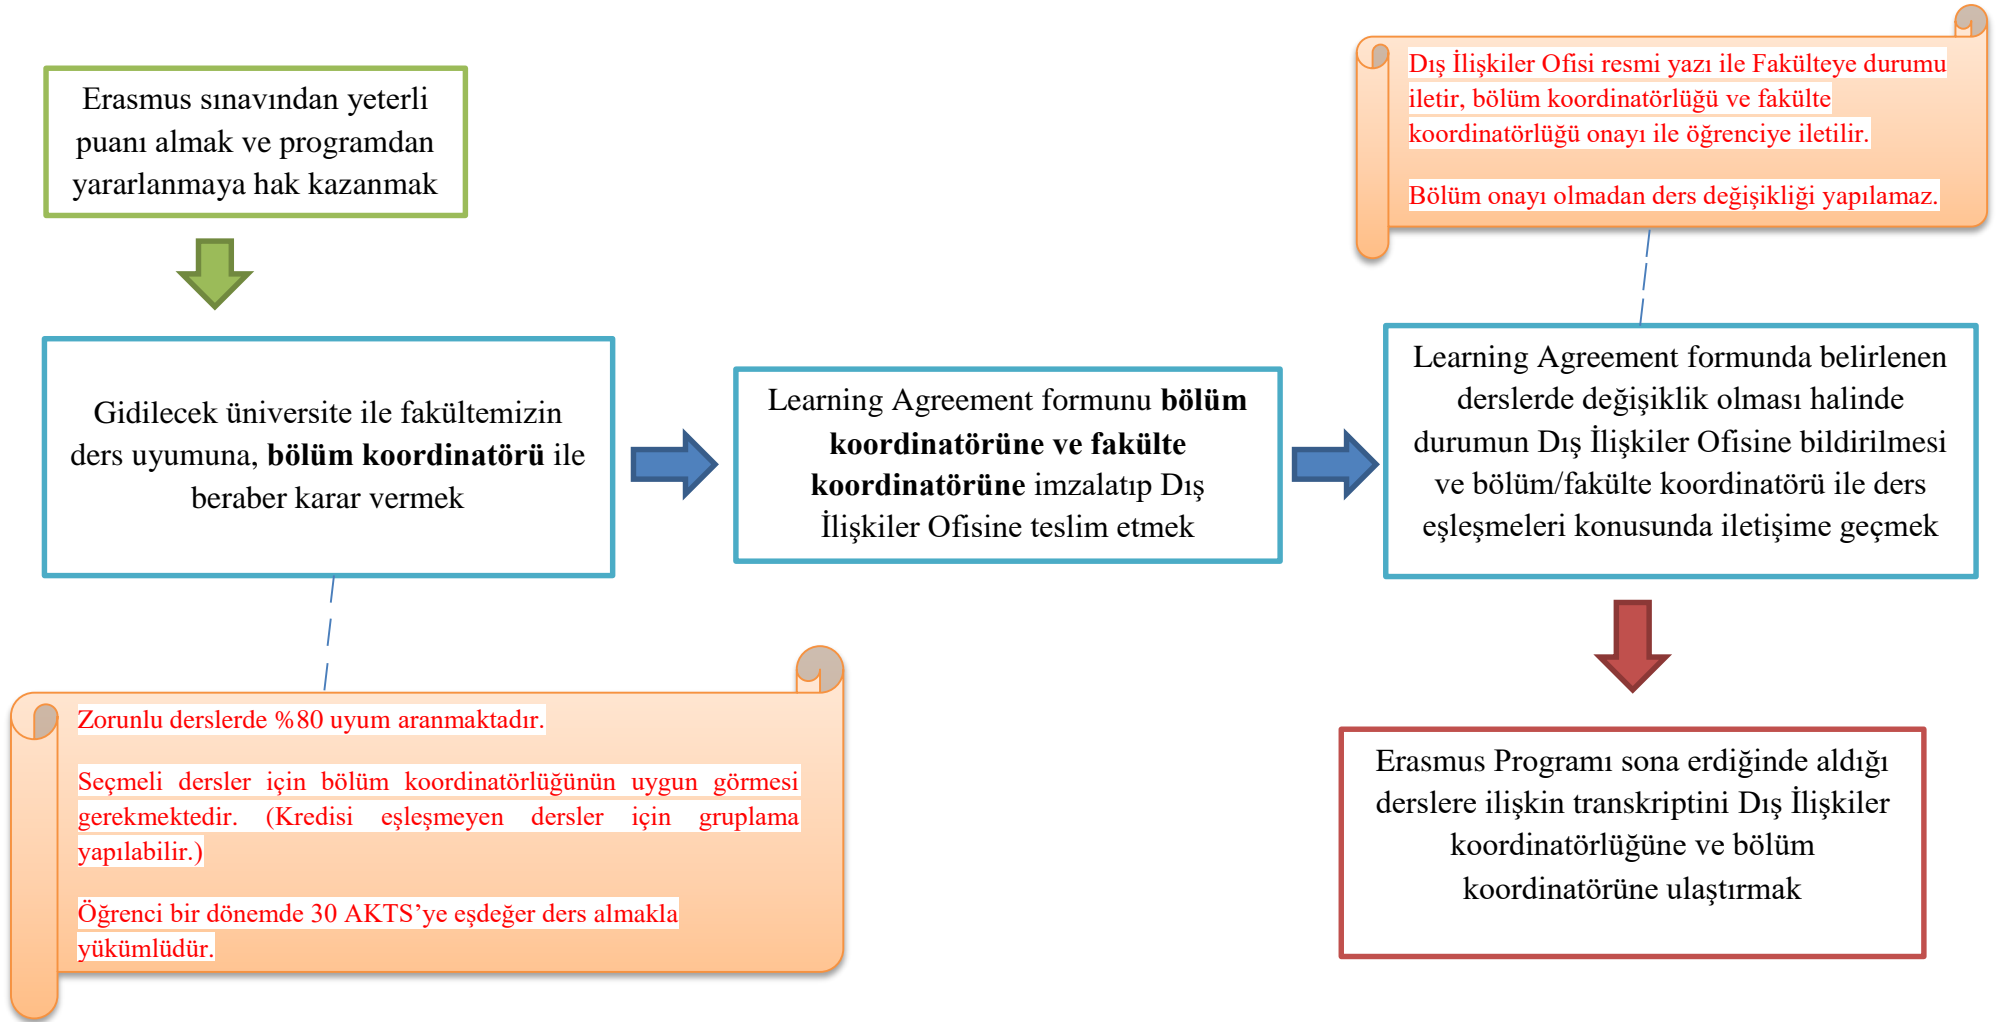 Erasmus sınavından yeterli
puanı almak ve programdan
yararlanmaya hak kazanmak
Dış İlişkiler Ofisi resmi yazı ile Fakülteye durumu
iletir, bölüm koordinatörlüğü ve fakülte
koordinatörlüğü onayı ile öğrenciye iletilir.
Bölüm onayı olmadan ders değişikliği yapılamaz.
Gidilecek üniversite ile fakültemizin
ders uyumuna, bölüm koordinatörü ile
beraber karar vermek
Learning Agreement formunu bölüm
koordinatörüne ve fakülte
koordinatörüne imzalatıp Dış
İlişkiler Ofisine teslim etmek
Learning Agreement formunda belirlenen
derslerde değişiklik olması halinde
durumun Dış İlişkiler Ofisine bildirilmesi
ve bölüm/fakülte koordinatörü ile ders
eşleşmeleri konusunda iletişime geçmek
Zorunlu derslerde %80 uyum aranmaktadır.
Seçmeli dersler için bölüm koordinatörlüğünün uygun görmesi
gerekmektedir. (Kredisi eşleşmeyen dersler için gruplama
yapılabilir.)
Öğrenci bir dönemde 30 AKTS’ye eşdeğer ders almakla
yükümlüdür.
Erasmus Programı sona erdiğinde aldığı
derslere ilişkin transkriptini Dış İlişkiler
koordinatörlüğüne ve bölüm
koordinatörüne ulaştırmak